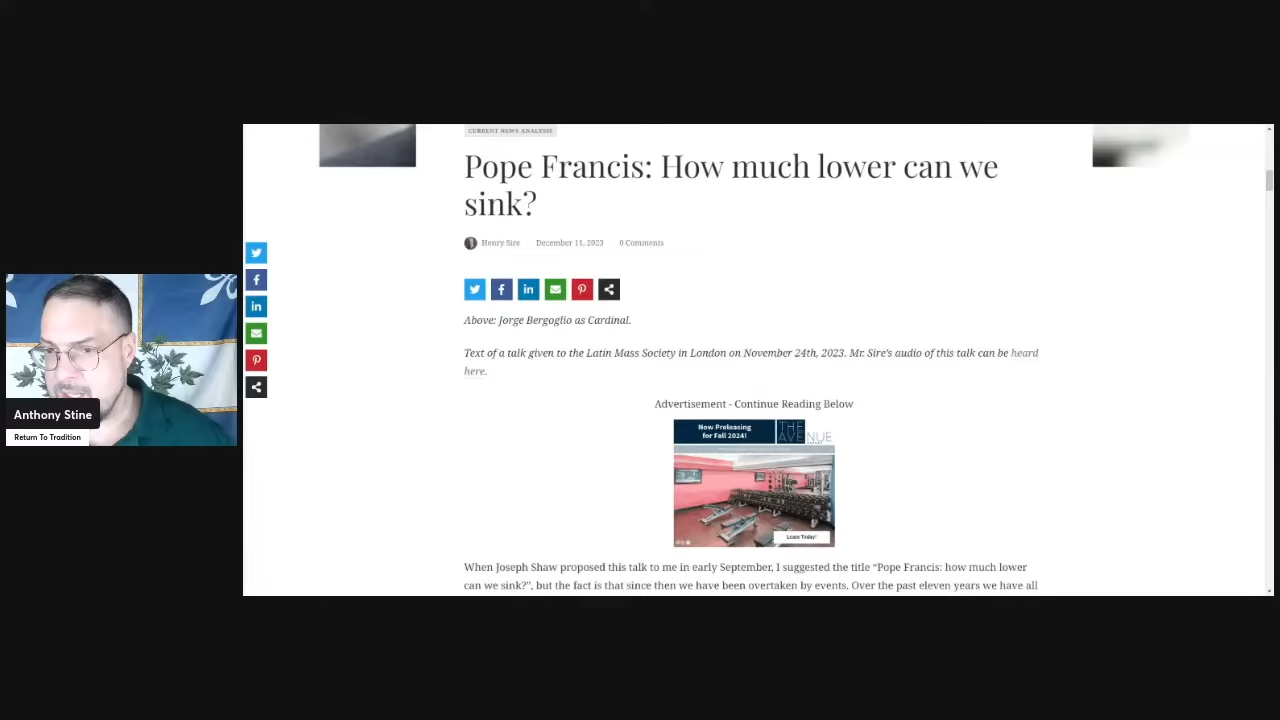 CURRENT NEWS ANALYSIS
Pope Francis: How much lower can we
sink?
Henry Sire
December 11, 2023
0 Comments
Above: Jorge Bergoglio as Cardinal.
Text of a talk given to the Latin Mass Society in London on November 24th, 2023. Mr. Sire's audio of this talk can be heard
here.
Advertisement - Continue Reading Below
Now Preleasing
for Fall 2024!
THE
AVENUE
Lease Today!
When Joseph Shaw proposed this talk to me in early September, I suggested the title “Pope Francis: how much lower
can we sink?”, but the fact is that since then we have been overtaken by events. Over the past eleven years we have all
Anthony Stine
Return To Tradition